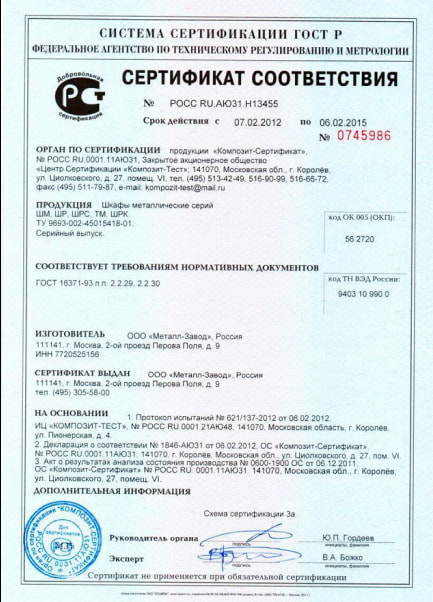 СИСТЕМА СЕРТИФИКАЦИИ ГОСТ Р
ФЕДЕРАЛЬНОЕ АГЕНТСТВО ПО ТЕХНИЧЕСКОМУ РЕГУЛИРОВАНИЮ И МЕТРОЛОГИИ
Добровольная
сертификация
СЕРТИФИКАТ СООТВЕТСТВИЯ
№ РОСС RU.АЮ31.Н13455
Срок действия с 07.02.2012 по 06.02.2015
№ 0745986
ОРГАН ПО СЕРТИФИКАЦИИ продукции «Композит-Сертификат»,
№ РОСС RU.0001.11АЮ31, Закрытое акционерное общество
«Центр Сертификации «Композит-Тест»; 141070, Московская обл., г. Королёв,
ул. Циолковского, д. 27, помещ. VI. тел. (495) 513-42-49, 516-90-99, 516-66-72,
факс (495) 511-79-87, e-mail: kompozit-test@mail.ru
ПРОДУКЦИЯ Шкафы металлические серий
ШМ, ШР, ШРС, ТМ, ШРК.
ТУ 9693-002-45015418-01.
Серийный выпуск.
код ОК 005 (ОКП):
56 2720
СООТВЕТСТВУЕТ ТРЕБОВАНИЯМ НОРМАТИВНЫХ ДОКУМЕНТОВ
ГОСТ 16371-93 п.п. 2.2.29, 2.2.30
код ТН ВЭД России:
9403 10 990 0
ИЗГОТОВИТЕЛЬ ООО «Металл-Завод», Россия
111141, г. Москва, 2-ой проезд Перова Поля, д. 9
ИНН 7720525156
СЕРТИФИКАТ ВЫДАН ООО «Металл-Завод», Россия
111141, г. Москва, 2-ой проезд Перова Поля, д. 9
тел. (495) 305-58-00
НА ОСНОВАНИИ 1. Протокол испытаний № 621/137-2012 от 06.02.2012,
ИЦ «КОМПОЗИТ-ТЕСТ», № РОСС RU.0001.21АЮ48, 141070, Московская область, г. Королев,
ул. Пионерская, д. 4.
2. Декларация о соответствии № 1846-АЮ31 от 06.02.2012. ОС «Композит-Сертификат»,
№ РОСС RU.0001.11АЮ31. 141070, г. Королёв, Московская обл., ул. Циолковского, д. 27, пом. VI.
3. Акт о результатах анализа состояния производства № 0600-1900 ОС от 06.12.2011,
ОС «Композит-Сертификат» № РОСС RU.0001.11АЮ31. 141070, Московская обл., г. Королёв,
ул. Циолковского, 27, помещ. VI.
ДОПОЛНИТЕЛЬНАЯ ИНФОРМАЦИЯ
Схема сертификации 3а
Руководитель органа
подпись
Ю.П. Гордеев
инициалы, фамилия
Эксперт
подпись
В.А. Божко
инициалы, фамилия
М.П.
Сертификат не применяется при обязательной сертификации